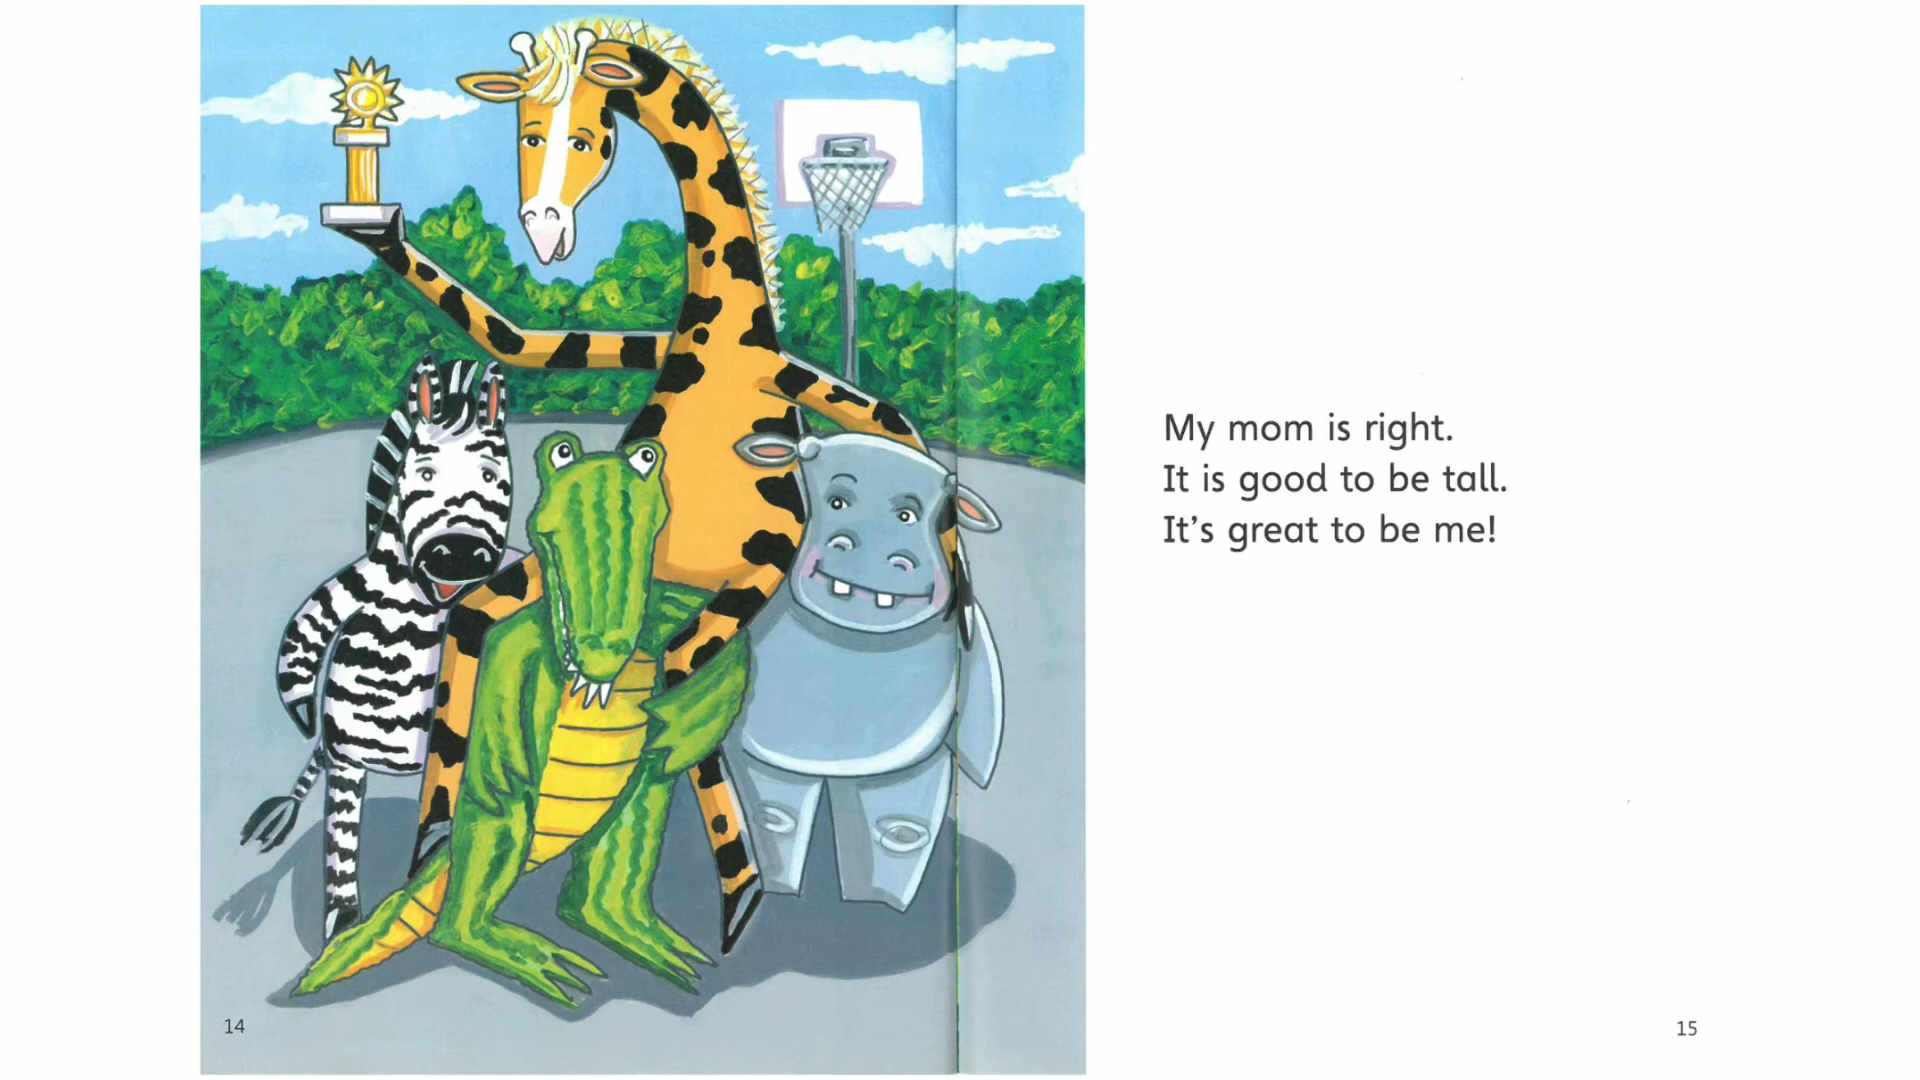 My mom is right.
It is good to be tall.
It's great to be me!
14
15